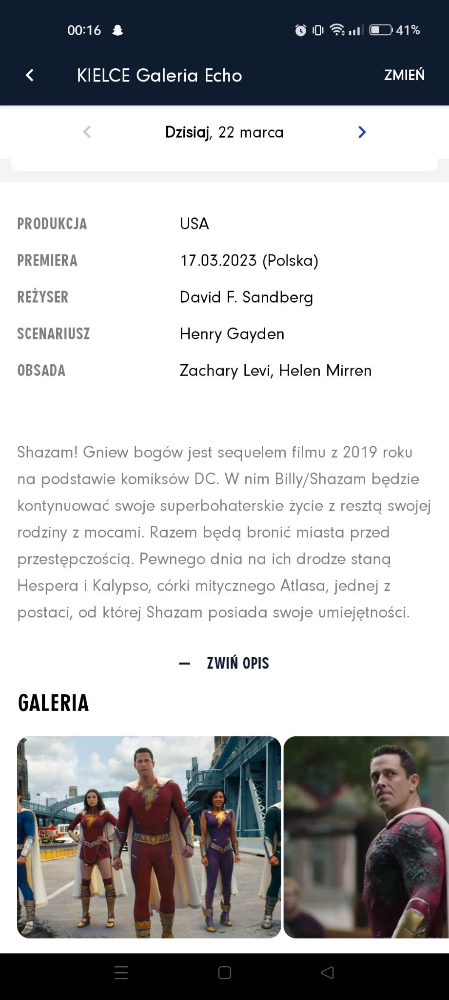 00:16 41%
KIELCE Galeria Echo ZMIEŃ
Dzisiaj, 22 marca
PRODUKCJA USA
PREMIERA 17.03.2023 (Polska)
REŻYSER David F. Sandberg
SCENARIUSZ Henry Gayden
OBSADA Zachary Levi, Helen Mirren
Shazam! Gniew bogów jest sequelem filmu z 2019 roku
na podstawie komiksów DC. W nim Billy/Shazam będzie
kontynuować swoje superbohaterskie życie z resztą swojej
rodziny z mocami. Razem będą bronić miasta przed
przestępczością. Pewnego dnia na ich drodze staną
Hespera i Kalypso, córki mitycznego Atlasa, jednej z
postaci, od której Shazam posiada swoje umiejętności.
— ZWIŃ OPIS
GALERIA